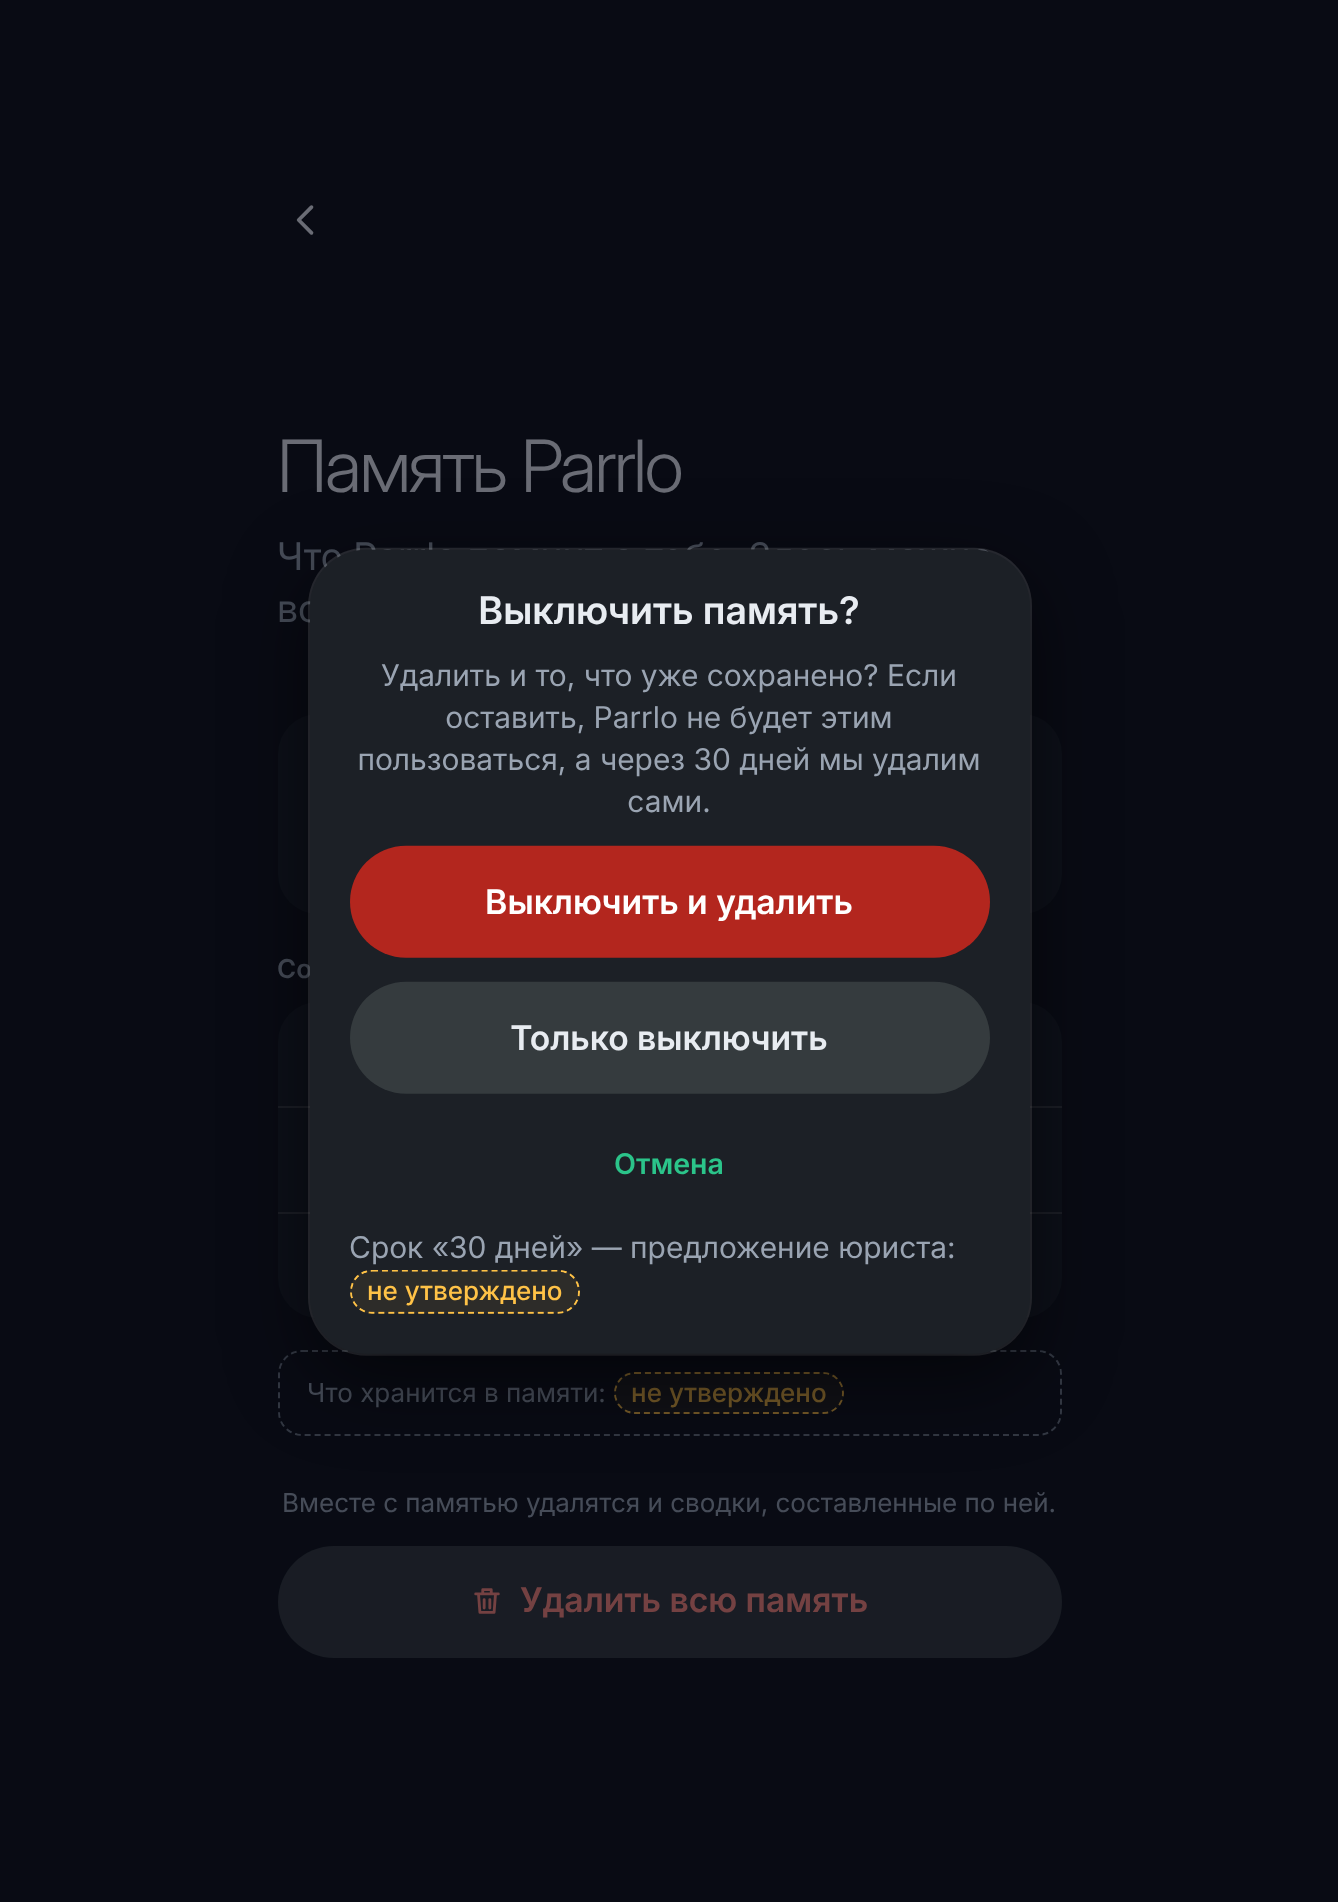 Память Parrlo
Что
Выключить память?
Удалить и то, что уже сохранено? Если
оставить, Parrlo не будет этим
пользоваться, а через 30 дней мы удалим
сами.
Выключить и удалить
Только выключить
Отмена
Срок «30 дней» — предложение юриста:
не утверждено
Что хранится в памяти: не утверждено
Вместе с памятью удалятся и сводки, составленные по ней.
Удалить всю память